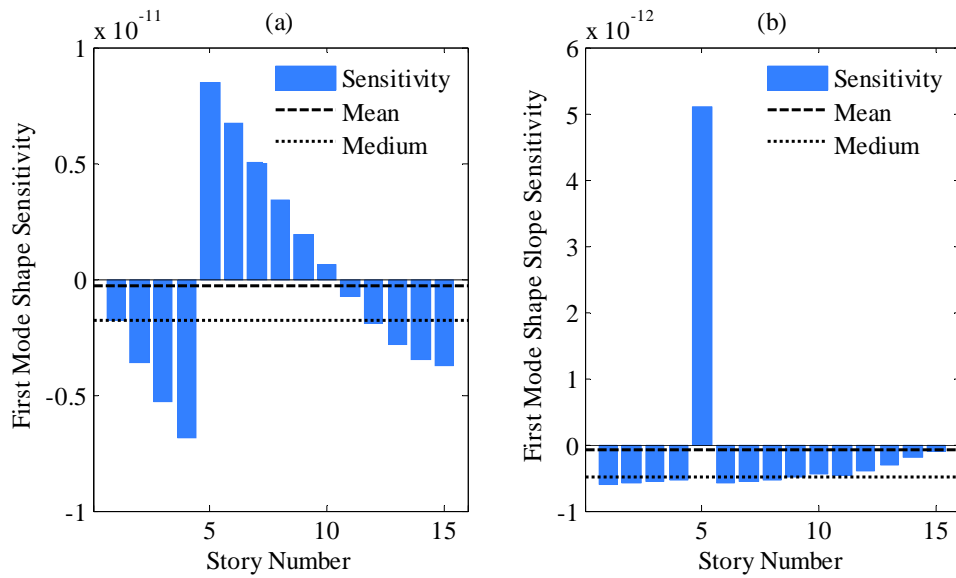 x 10-11
(a)
First Mode Shape Sensitivity
1
0.5
0
-0.5
-1
Sensitivity
Mean
Medium
5
10
15
Story Number
x 10-12
(b)
First Mode Shape Slope Sensitivity
6
5
4
3
2
1
0
-1
Sensitivity
Mean
Medium
5
10
15
Story Number